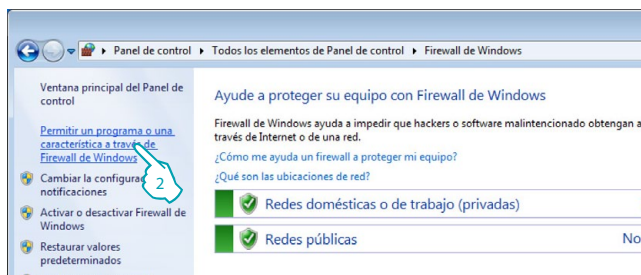 Panel de control ▸ Todos los elementos de Panel de control ▸ Firewall de Windows
Ventana principal del Panel de
control
Permitir un programa o una
característica a través de
Firewall de Windows
Cambiar la configura
notificaciones
2
Activar o desactivar Firewall de
Windows
Restaurar valores
predeterminados
Ayude a proteger su equipo con Firewall de Windows
Firewall de Windows ayuda a impedir que hackers o software malintencionado obtengan a
través de Internet o de una red.
¿Cómo me ayuda un firewall a proteger mi equipo?
¿Qué son las ubicaciones de red?
Redes domésticas o de trabajo (privadas)
Redes públicas No